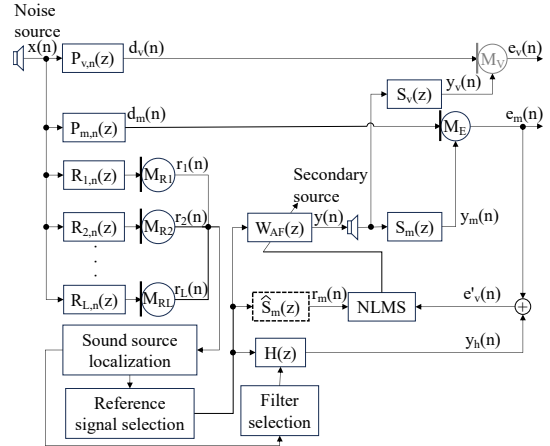 Noise
source
x(n)
P_{v,n}(z)
d_v(n)
M_V
e_v(n)
S_v(z)
y_v(n)
P_{m,n}(z)
d_m(n)
M_E
e_m(n)
R_{1,n}(z)
M_{R1}
r_1(n)
Secondary
source
R_{2,n}(z)
M_{R2}
r_2(n)
W_{AF}(z)
y(n)
S_m(z)
y_m(n)
.
.
.
R_{L,n}(z)
M_{RL}
r_L(n)
Ŝ_m(z)
r_m(n)
NLMS
e'_v(n)
+
Sound source
localization
H(z)
y_h(n)
Reference
signal selection
Filter
selection